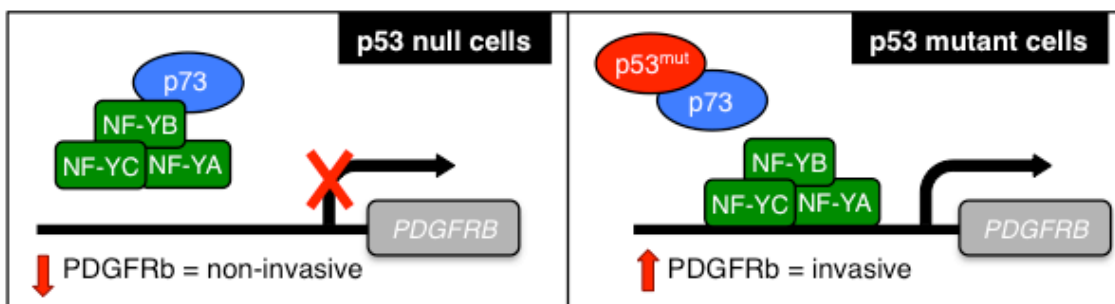 p53 null cells
p73
NF-YB
NF-YC NF-YA
PDGFRB
PDGFRb = non-invasive
p53 mutant cells
p53mut
p73
NF-YB
NF-YC NF-YA
PDGFRB
PDGFRb = invasive